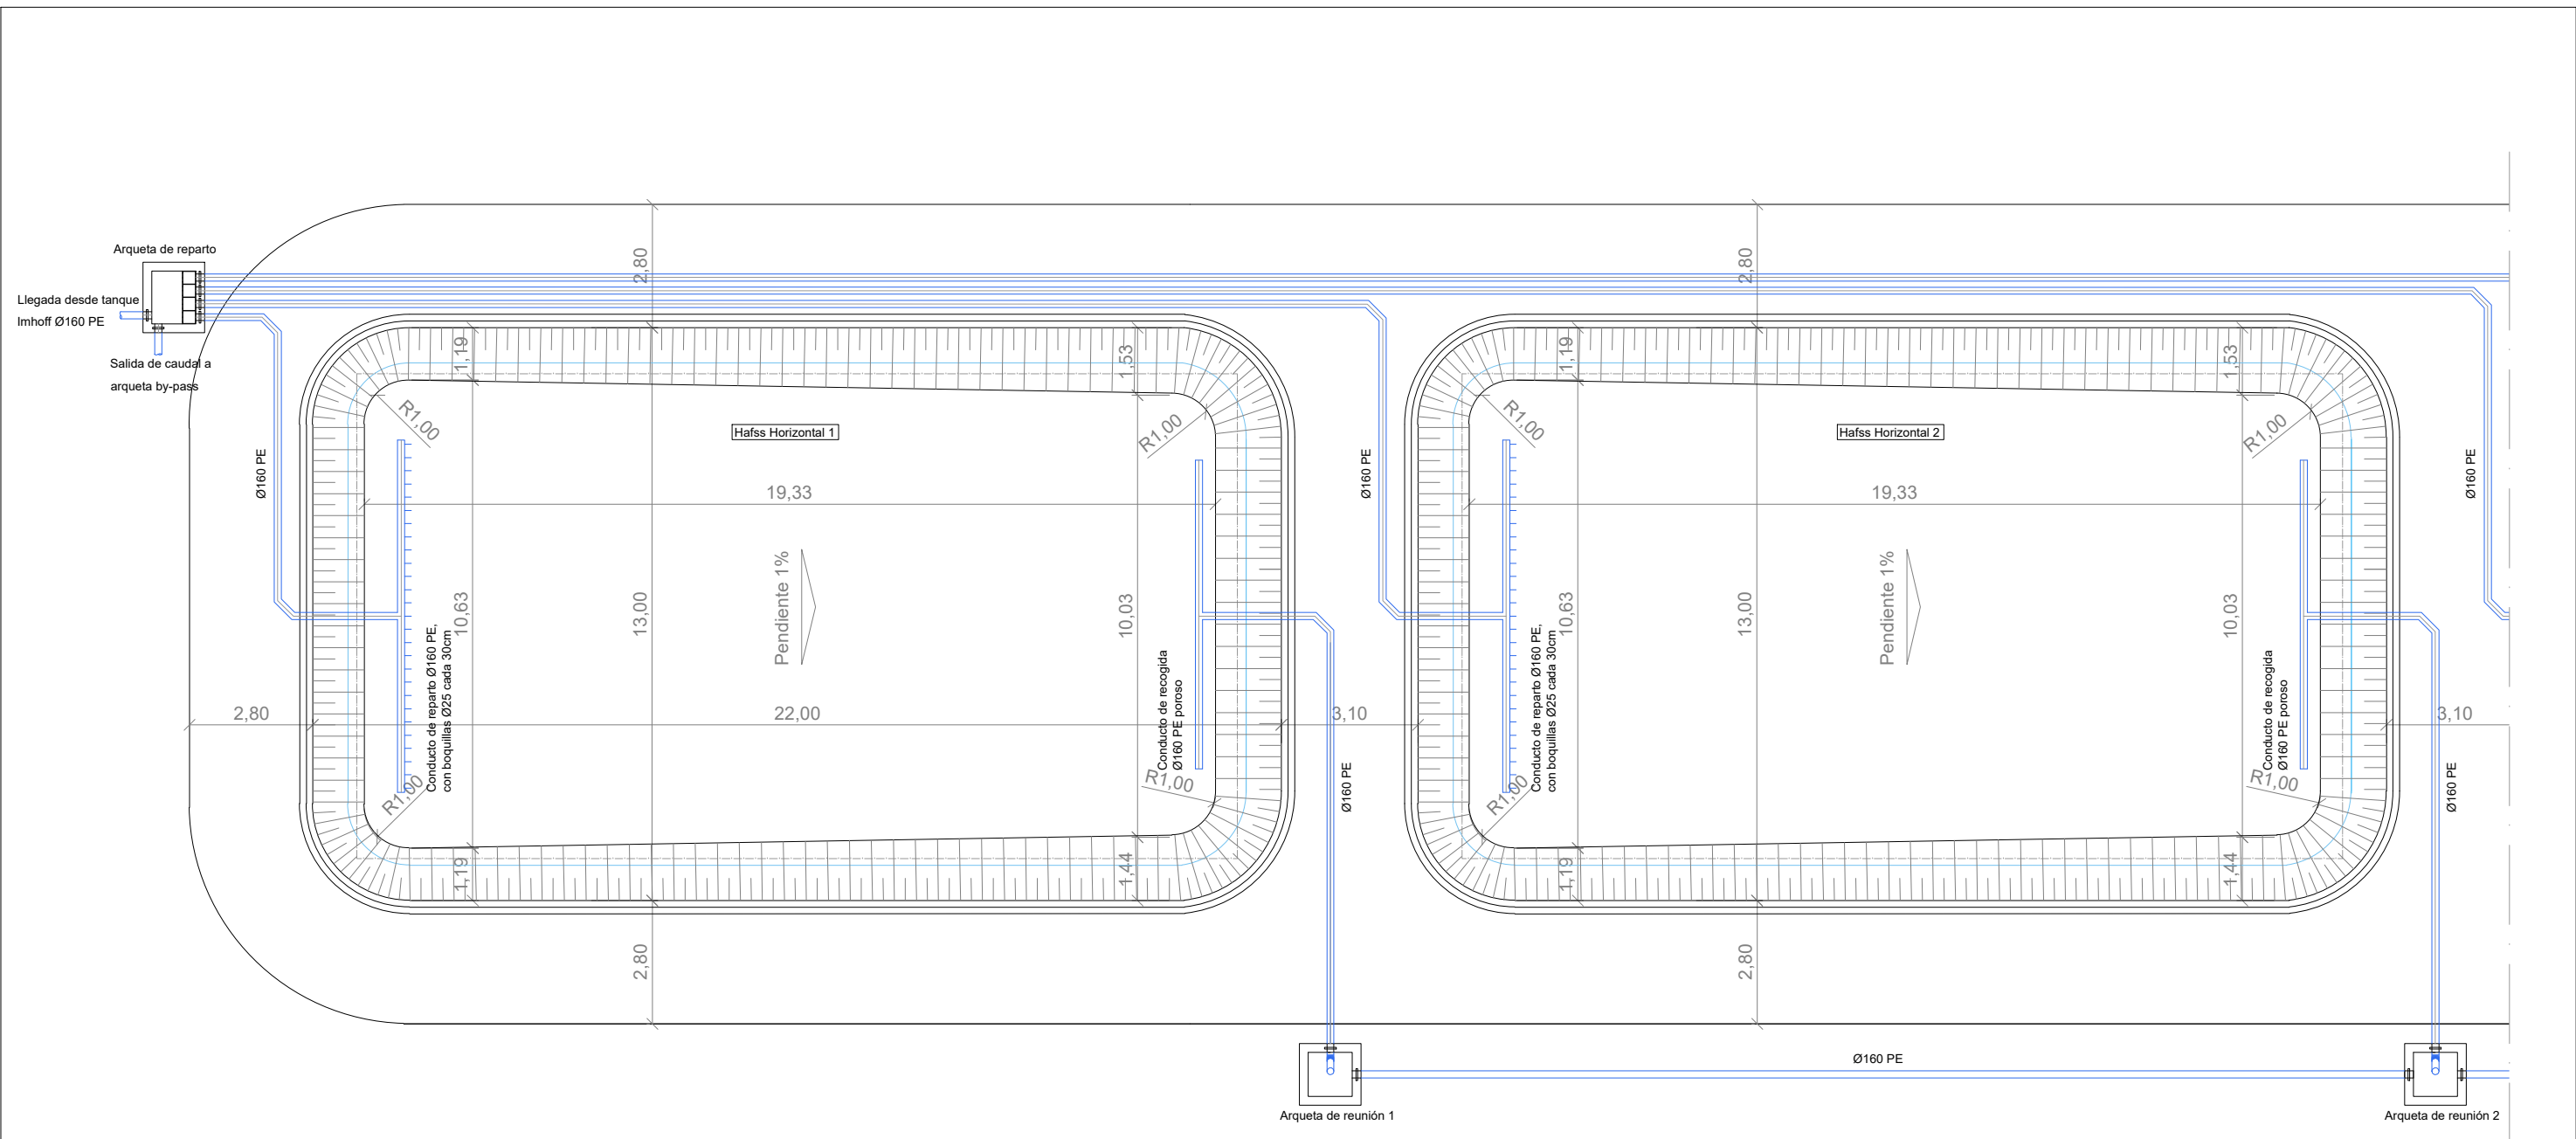 Arqueta de reparto
Llegada desde tanque
Imhoff Ø160 PE
Salida de caudal a
arqueta by-pass
2,80
2,80
1,19
1,53
1,19
1,53
R1,00
R1,00
R1,00
R1,00
Hafss Horizontal 1
Hafss Horizontal 2
Ø160 PE
Ø160 PE
Ø160 PE
19,33
19,33
Pendiente 1%
Pendiente 1%
10,63
13,00
10,03
10,63
13,00
10,03
Conducto de reparto Ø160 PE,
con boquillas Ø25 cada 30cm
Conducto de recogida
Ø160 PE poroso
Conducto de reparto Ø160 PE,
con boquillas Ø25 cada 30cm
Conducto de recogida
Ø160 PE poroso
2,80
22,00
3,10
3,10
R1,00
R1,00
R1,00
R1,00
Ø160 PE
Ø160 PE
1,19
1,44
1,19
1,44
2,80
2,80
Ø160 PE
Arqueta de reunión 1
Arqueta de reunión 2